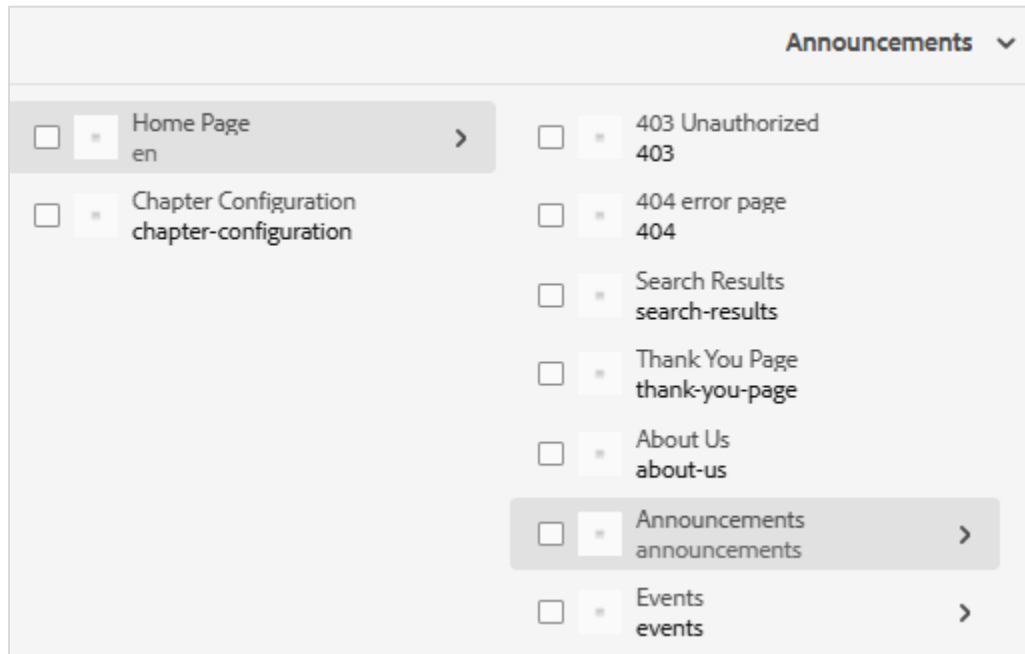 Announcements
Home Page
en
Chapter Configuration
chapter-configuration
403 Unauthorized
403
404 error page
404
Search Results
search-results
Thank You Page
thank-you-page
About Us
about-us
Announcements
announcements
Events
events